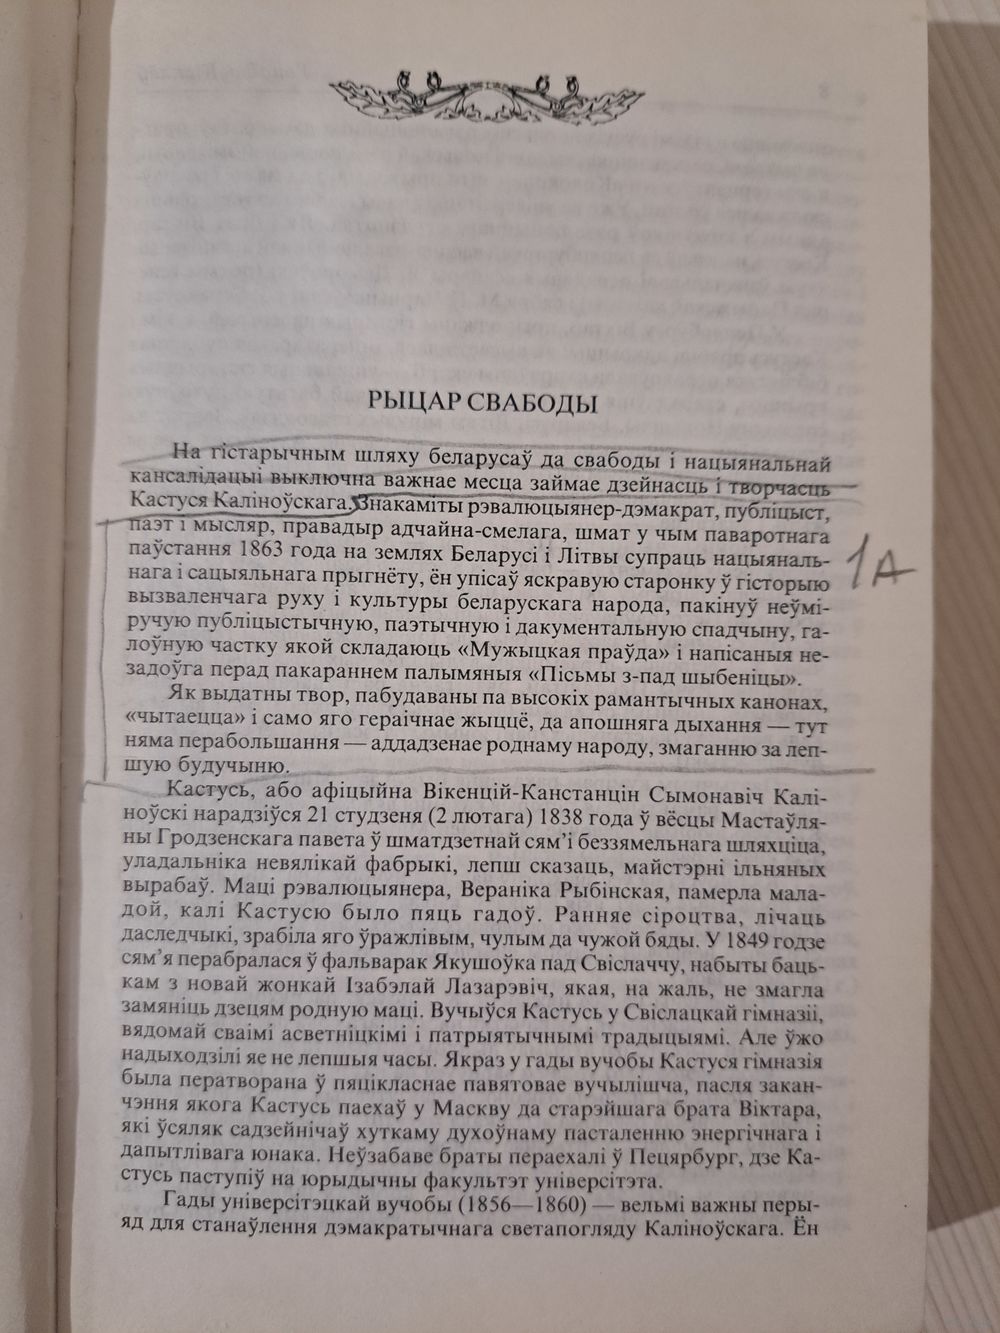 РЫЦАР СВАБОДЫ
На гістарычным шляху беларусаў да свабоды і нацыянальнай
кансалідацыі выключна важнае месца займае дзейнасць і творчасць
Кастуся Каліноўскага. Знакаміты рэвалюцыянер-дэмакрат, публіцыст,
паэт і мысляр, правадыр адчайна-смелага, шмат у чым паваротнага
паўстання 1863 года на землях Беларусі і Літвы супраць нацыяналь-
нага і сацыяльнага прыгнёту, ён упісаў яскравую старонку ў гісторыю
вызваленчага руху і культуры беларускага народа, пакінуў неўмі-
ручую публіцыстычную, паэтычную і дакументальную спадчыну, га-
лоўную частку якой складаюць «Мужыцкая праўда» і напісаныя не-
задоўга перад пакараннем палымяныя «Пісьмы з-пад шыбеніцы».
1А
Як выдатны твор, пабудаваны па высокіх рамантычных канонах,
«чытаецца» і само яго гераічнае жыццё, да апошняга дыхання — тут
няма перабольшання — аддадзенае роднаму народу, змаганню за леп-
шую будучыню.
Кастусь, або афіцыйна Вікенцій-Канстанцін Сымонавіч Калі-
ноўскі нарадзіўся 21 студзеня (2 лютага) 1838 года ў вёсцы Мастаўля-
ны Гродзенскага павета ў шматдзетнай сям’і беззямельнага шляхціца,
уладальніка невялікай фабрыкі, лепш сказаць, майстэрні ільняных
вырабаў. Маці рэвалюцыянера, Вераніка Рыбінская, памерла мала-
дой, калі Кастусю было пяць гадоў. Ранняе сіроцтва, лічаць
даследчыкі, зрабіла яго ўражлівым, чулым да чужой бяды. У 1849 годзе
сям’я перабралася ў фальварак Якушоўка пад Свіслаччу, набыты баць-
кам з новай жонкай Ізабэлай Лазарэвіч, якая, на жаль, не змагла
замяніць дзецям родную маці. Вучыўся Кастусь у Свіслацкай гімназіі,
вядомай сваімі асветніцкімі і патрыятычнымі традыцыямі. Але ўжо
надыходзілі яе не лепшыя часы. Якраз у гады вучобы Кастуся гімназія
была ператворана ў пяцікласнае павятовае вучылішча, пасля закан-
чэння якога Кастусь паехаў у Маскву да старэйшага брата Віктара,
які ўсяляк садзейнічаў хуткаму духоўнаму пасталенню энергічнага і
дапытлівага юнака. Неўзабаве браты пераехалі ў Пецярбург, дзе Ка-
стусь паступіў на юрыдычны факультэт універсітэта.
Гады універсітэцкай вучобы (1856—1860) — вельмі важны перы-
яд для станаўлення дэмакратычнага светапогляду Каліноўскага. Ён